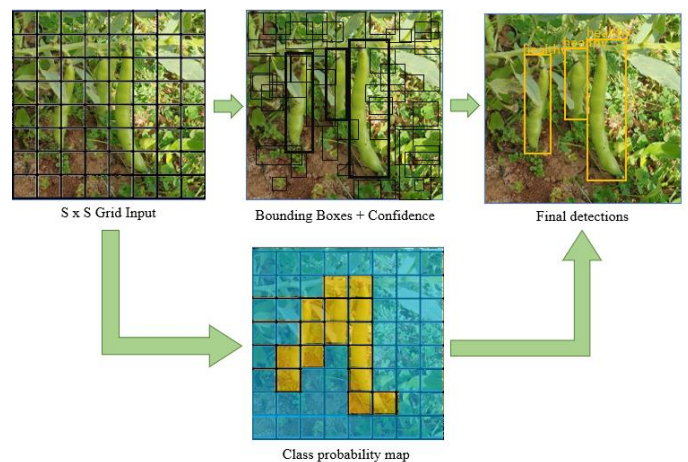 S x S Grid Input
Bounding Boxes + Confidence
Final detections
Class probability map